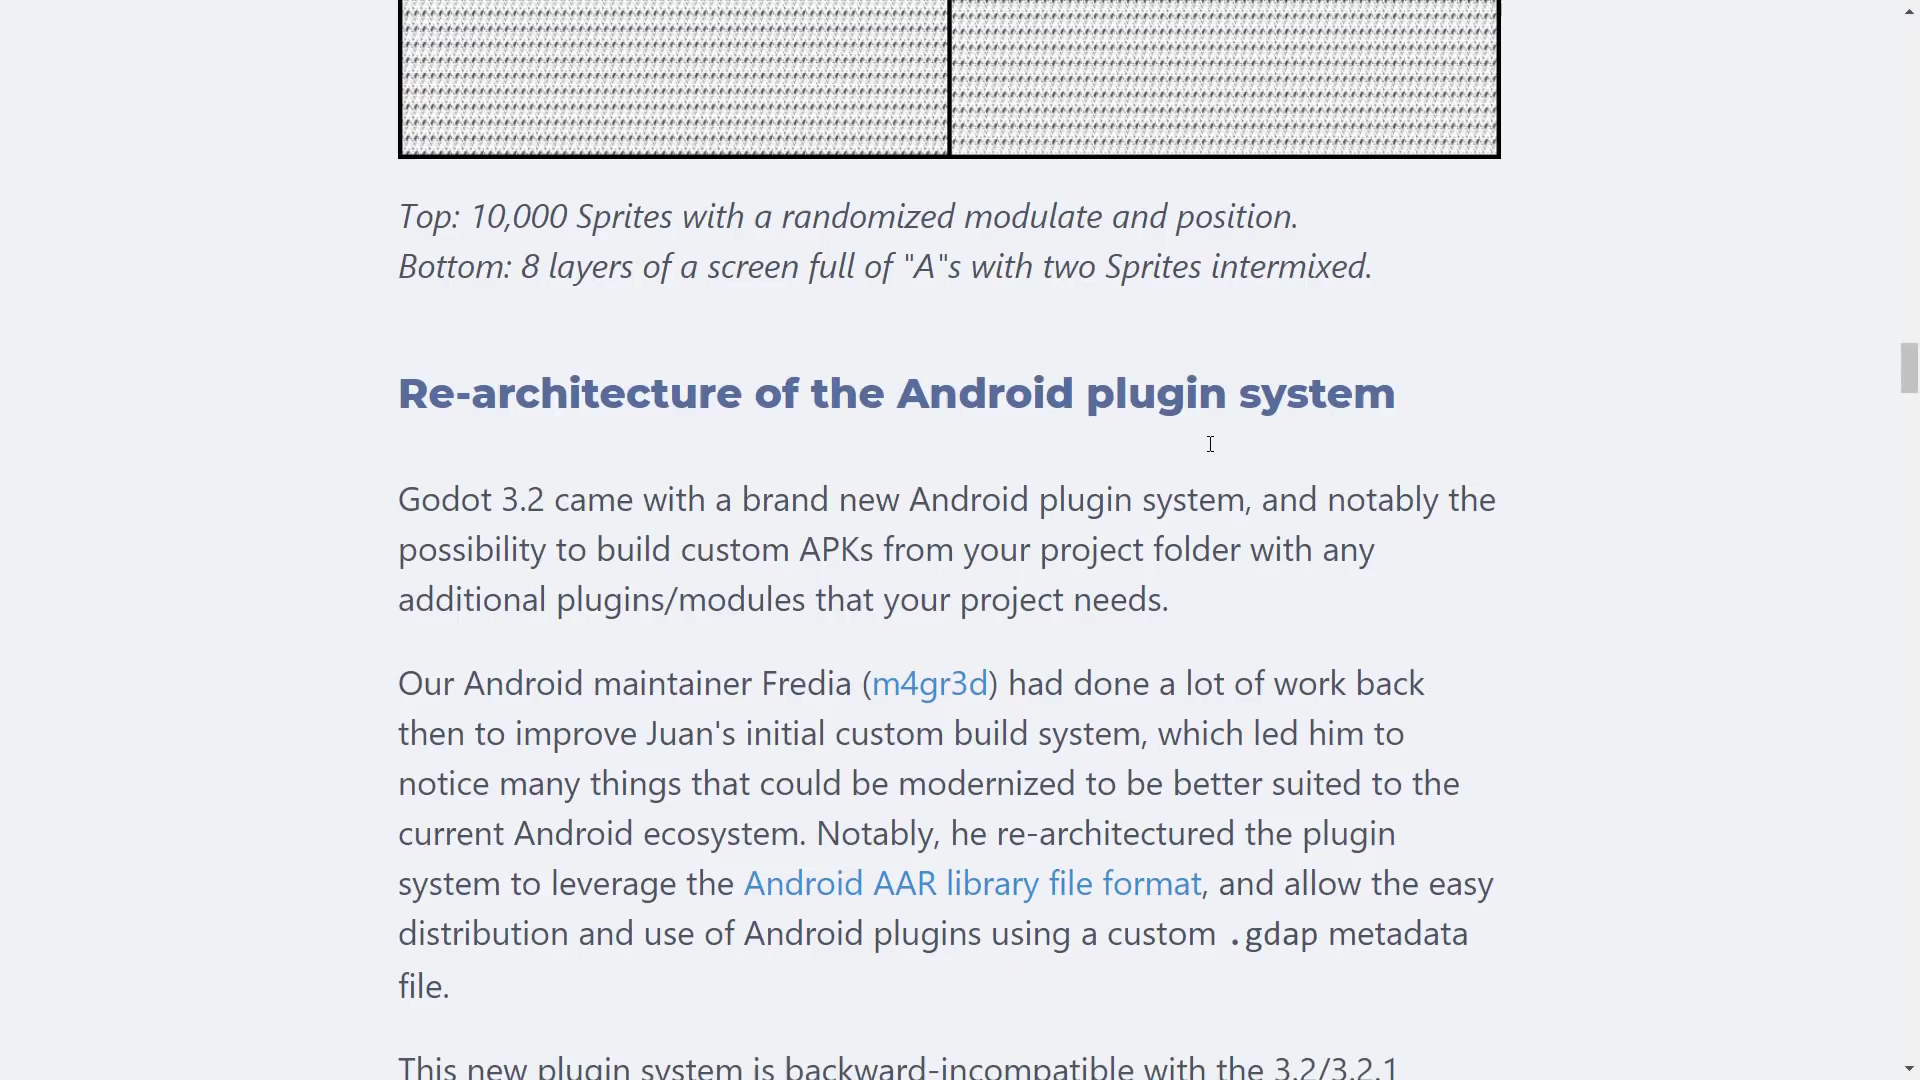 Top: 10,000 Sprites with a randomized modulate and position.
Bottom: 8 layers of a screen full of "A"s with two Sprites intermixed.
Re-architecture of the Android plugin system
Godot 3.2 came with a brand new Android plugin system, and notably the
possibility to build custom APKs from your project folder with any
additional plugins/modules that your project needs.
Our Android maintainer Fredia (m4gr3d) had done a lot of work back
then to improve Juan's initial custom build system, which led him to
notice many things that could be modernized to be better suited to the
current Android ecosystem. Notably, he re-architectured the plugin
system to leverage the Android AAR library file format, and allow the easy
distribution and use of Android plugins using a custom .gdap metadata
file.
This new plugin system is backward-incompatible with the 3.2/3.2.1